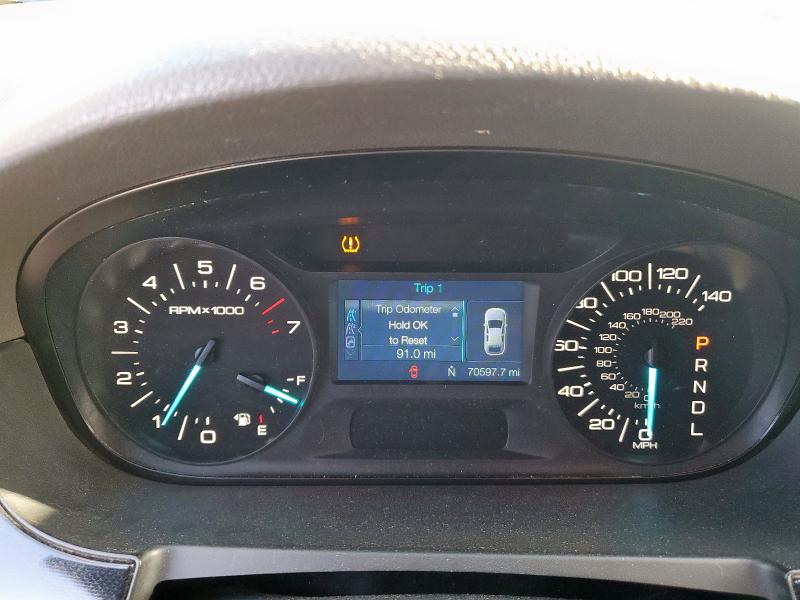 1
2
3
4
5
6
7
0
RPM×1000
F
E
Trip 1
Trip Odometer
Hold OK
to Reset
91.0 mi
N 70597.7 mi
0
20
40
60
80
100
120
140
MPH
0
20
40
60
80
100
120
140
160
180
200
220
km/h
P
R
N
D
L